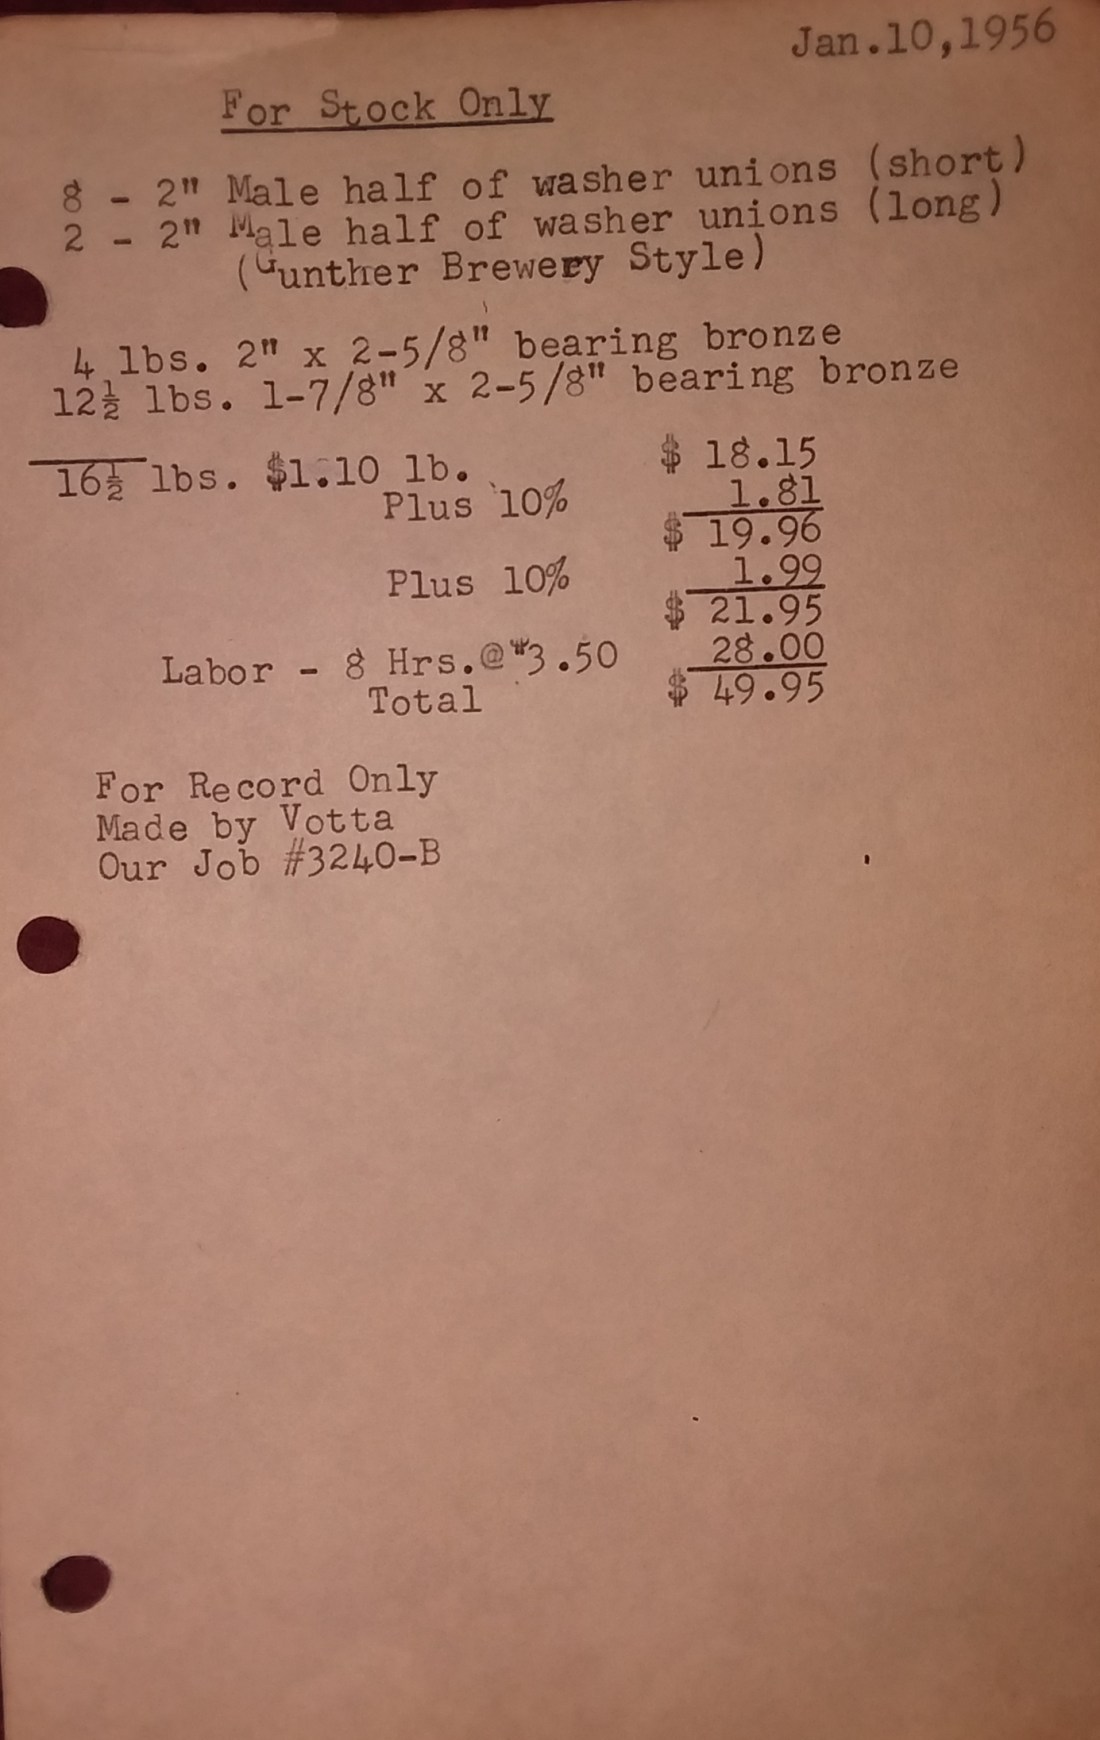 Jan.10,1956
For Stock Only
8 - 2" Male half of washer unions (short)
2 - 2" Male half of washer unions (long)
(Gunther Brewery Style)
4 lbs. 2" x 2-5/8" bearing bronze
12½ lbs. 1-7/8" x 2-5/8" bearing bronze
16½ lbs. $1.10 lb. $ 18.15
Plus 10% 1.81
$ 19.96
Plus 10% 1.99
$ 21.95
Labor - 8 Hrs.@$3.50 28.00
Total $ 49.95
For Record Only
Made by Votta
Our Job #3240-B